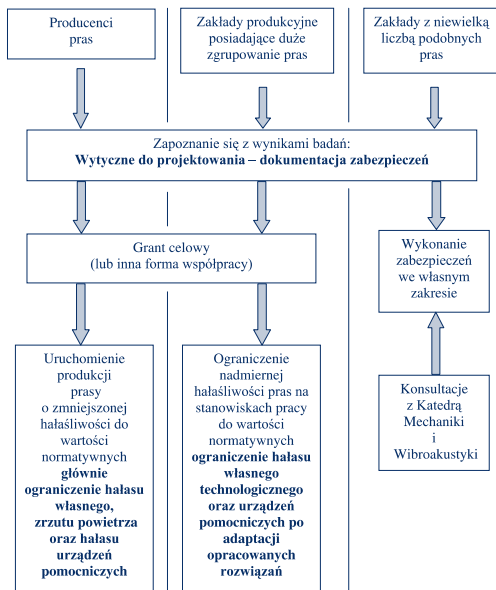 Producenci
pras
Zakłady produkcyjne
posiadające duże
zgrupowanie pras
Zakłady z niewielką
liczbą podobnych
pras
Zapoznanie się z wynikami badań:
Wytyczne do projektowania – dokumentacja zabezpieczeń
Grant celowy
(lub inna forma współpracy)
Wykonanie
zabezpieczeń
we własnym
zakresie
Uruchomienie
produkcji
prasy
o zmniejszonej
hałaśliwości do
wartości
normatywnych
głównie
ograniczenie hałasu
własnego,
zrzutu powietrza
oraz hałasu
urządzeń
pomocniczych
Ograniczenie
nadmiernej
hałaśliwości pras na
stanowiskach pracy
do wartości
normatywnych
ograniczenie hałasu
własnego
technologicznego
oraz urządzeń
pomocniczych po
adaptacji
opracowanych
rozwiązań
Konsultacje
z Katedrą
Mechaniki
i
Wibroakustyki